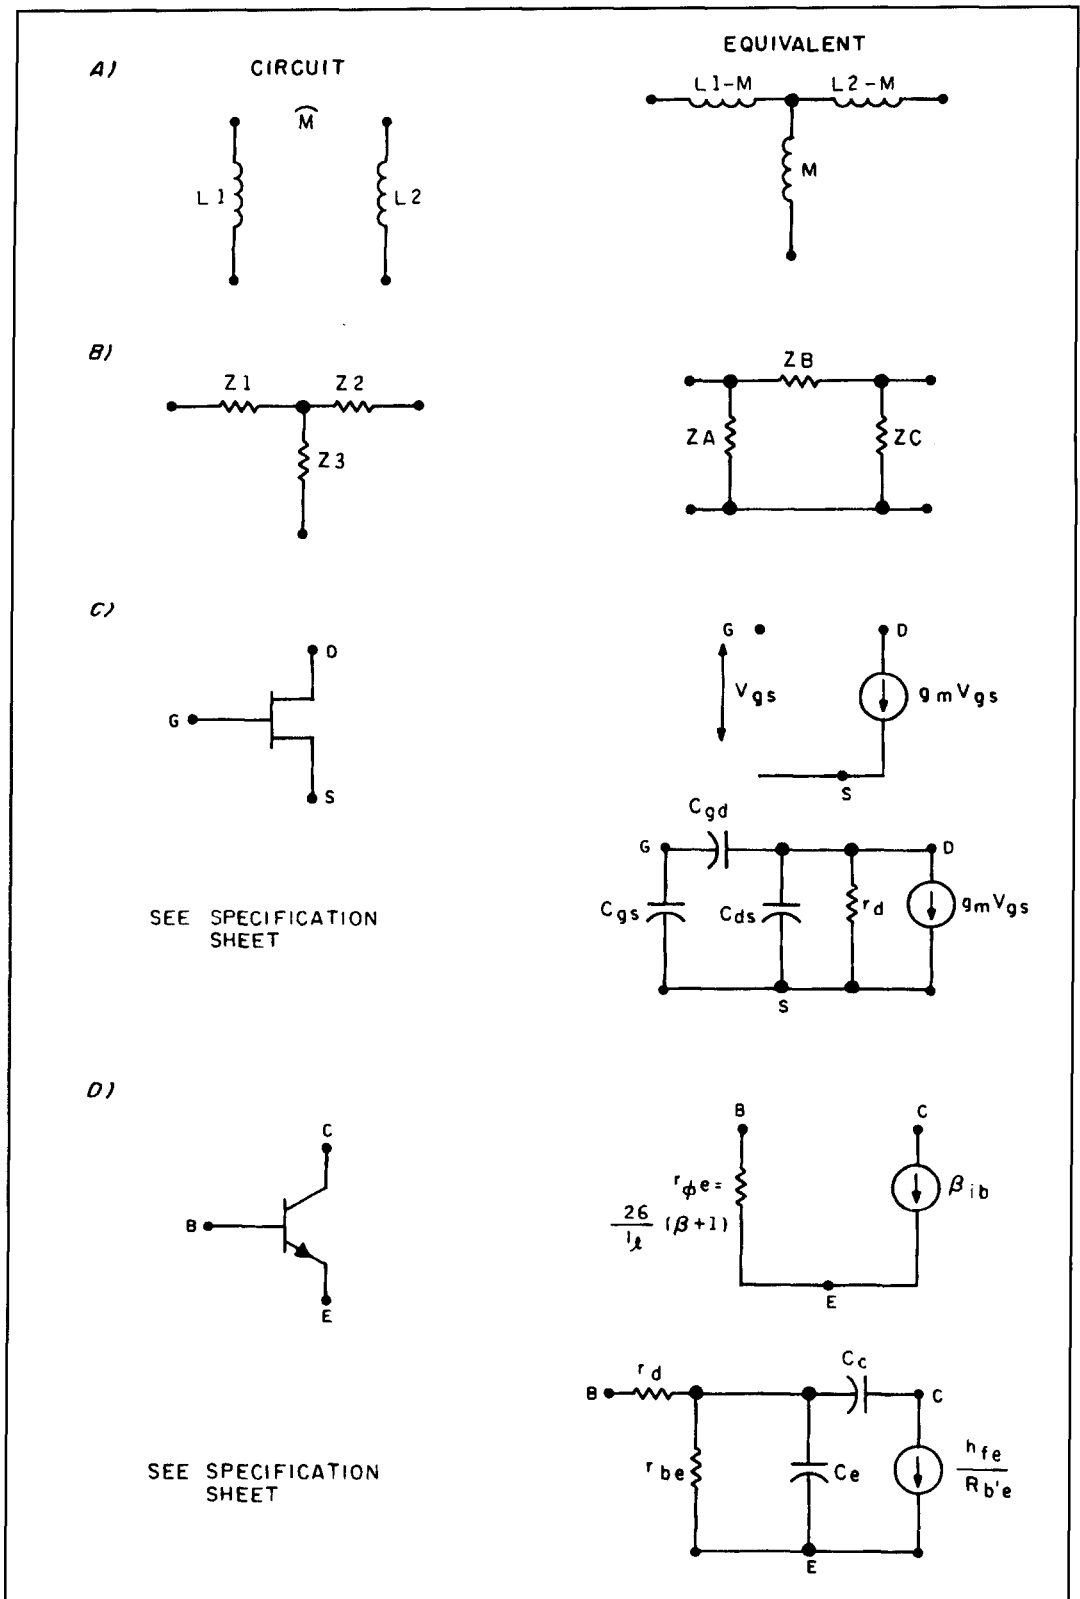 A)
CIRCUIT
M
L1
L2
EQUIVALENT
L1-M
L2-M
M
B)
Z1
Z2
Z3
ZB
ZA
ZC
C)
D
G
S
G
D
Vgs
gmVgs
S
Cgd
G
D
Cgs
Cds
rd
gmVgs
S
SEE SPECIFICATION
SHEET
D)
C
B
E
B
C
rϕe=
26/Iℓ (β+1)
βib
E
Cc
rd
B
C
rbe
Ce
hfe/Rb'e
E
SEE SPECIFICATION
SHEET